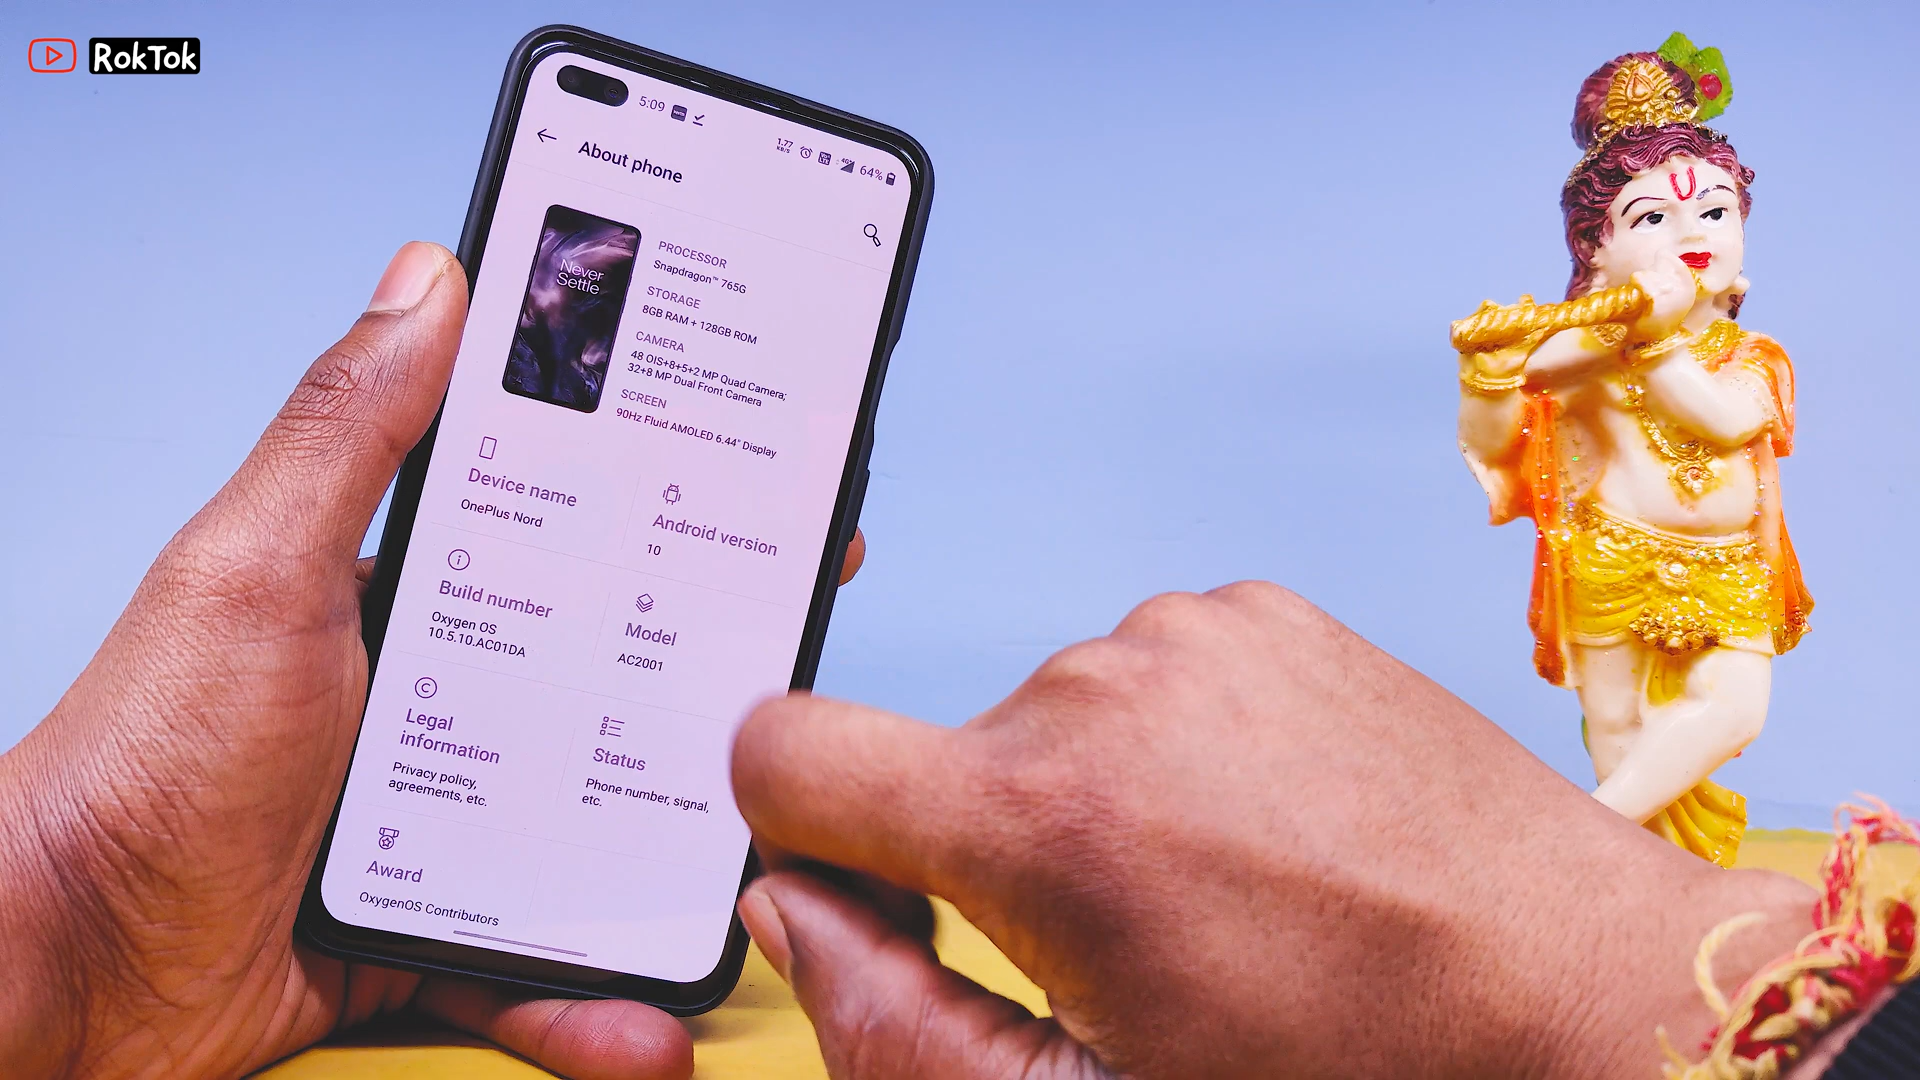 RokTok
5:09
1.77
KB/S
4G+
64%
About phone
Never
Settle
PROCESSOR
Snapdragon™ 765G
STORAGE
8GB RAM + 128GB ROM
CAMERA
48 OIS+8+5+2 MP Quad Camera;
32+8 MP Dual Front Camera
SCREEN
90Hz Fluid AMOLED 6.44" Display
Device name
OnePlus Nord
Android version
10
Build number
Oxygen OS
10.5.10.AC01DA
Model
AC2001
Legal
information
Privacy policy,
agreements, etc.
Status
Phone number, signal,
etc.
Award
OxygenOS Contributors